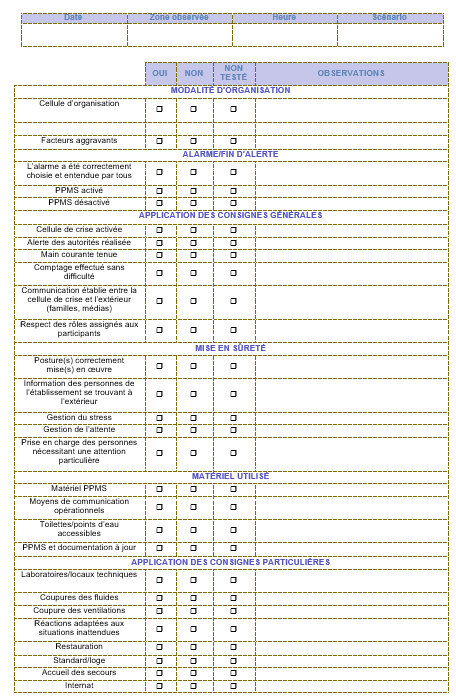 Date Zone observée Heure Scénario
OUI NON NON TESTÉ OBSERVATIONS
MODALITÉ D'ORGANISATION
Cellule d'organisation
Facteurs aggravants
ALARME/FIN D'ALERTE
L'alarme a été correctement
choisie et entendue par tous
PPMS activé
PPMS désactivé
APPLICATION DES CONSIGNES GÉNÉRALES
Cellule de crise activée
Alerte des autorités réalisée
Main courante tenue
Comptage effectué sans
difficulté
Communication établie entre la
cellule de crise et l'extérieur
(familles, médias)
Respect des rôles assignés aux
participants
MISE EN SÛRETÉ
Posture(s) correctement
mise(s) en œuvre
Information des personnes de
l'établissement se trouvant à
l'extérieur
Gestion du stress
Gestion de l'attente
Prise en charge des personnes
nécessitant une attention
particulière
MATÉRIEL UTILISÉ
Matériel PPMS
Moyens de communication
opérationnels
Toilettes/points d'eau
accessibles
PPMS et documentation à jour
APPLICATION DES CONSIGNES PARTICULIÈRES
Laboratoires/locaux techniques
Coupures des fluides
Coupure des ventilations
Réactions adaptées aux
situations inattendues
Restauration
Standard/loge
Accueil des secours
Internat